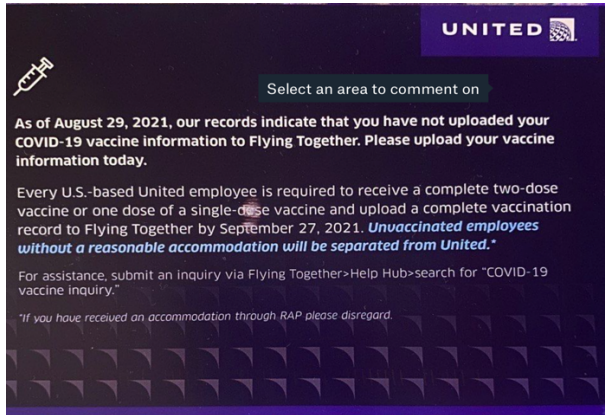 UNITED
Select an area to comment on
As of August 29, 2021, our records indicate that you have not uploaded your
COVID-19 vaccine information to Flying Together. Please upload your vaccine
information today.
Every U.S.-based United employee is required to receive a complete two-dose
vaccine or one dose of a single-dose vaccine and upload a complete vaccination
record to Flying Together by September 27, 2021. Unvaccinated employees
without a reasonable accommodation will be separated from United.*
For assistance, submit an inquiry via Flying Together>Help Hub>search for "COVID-19
vaccine inquiry."
*If you have received an accommodation through RAP please disregard.